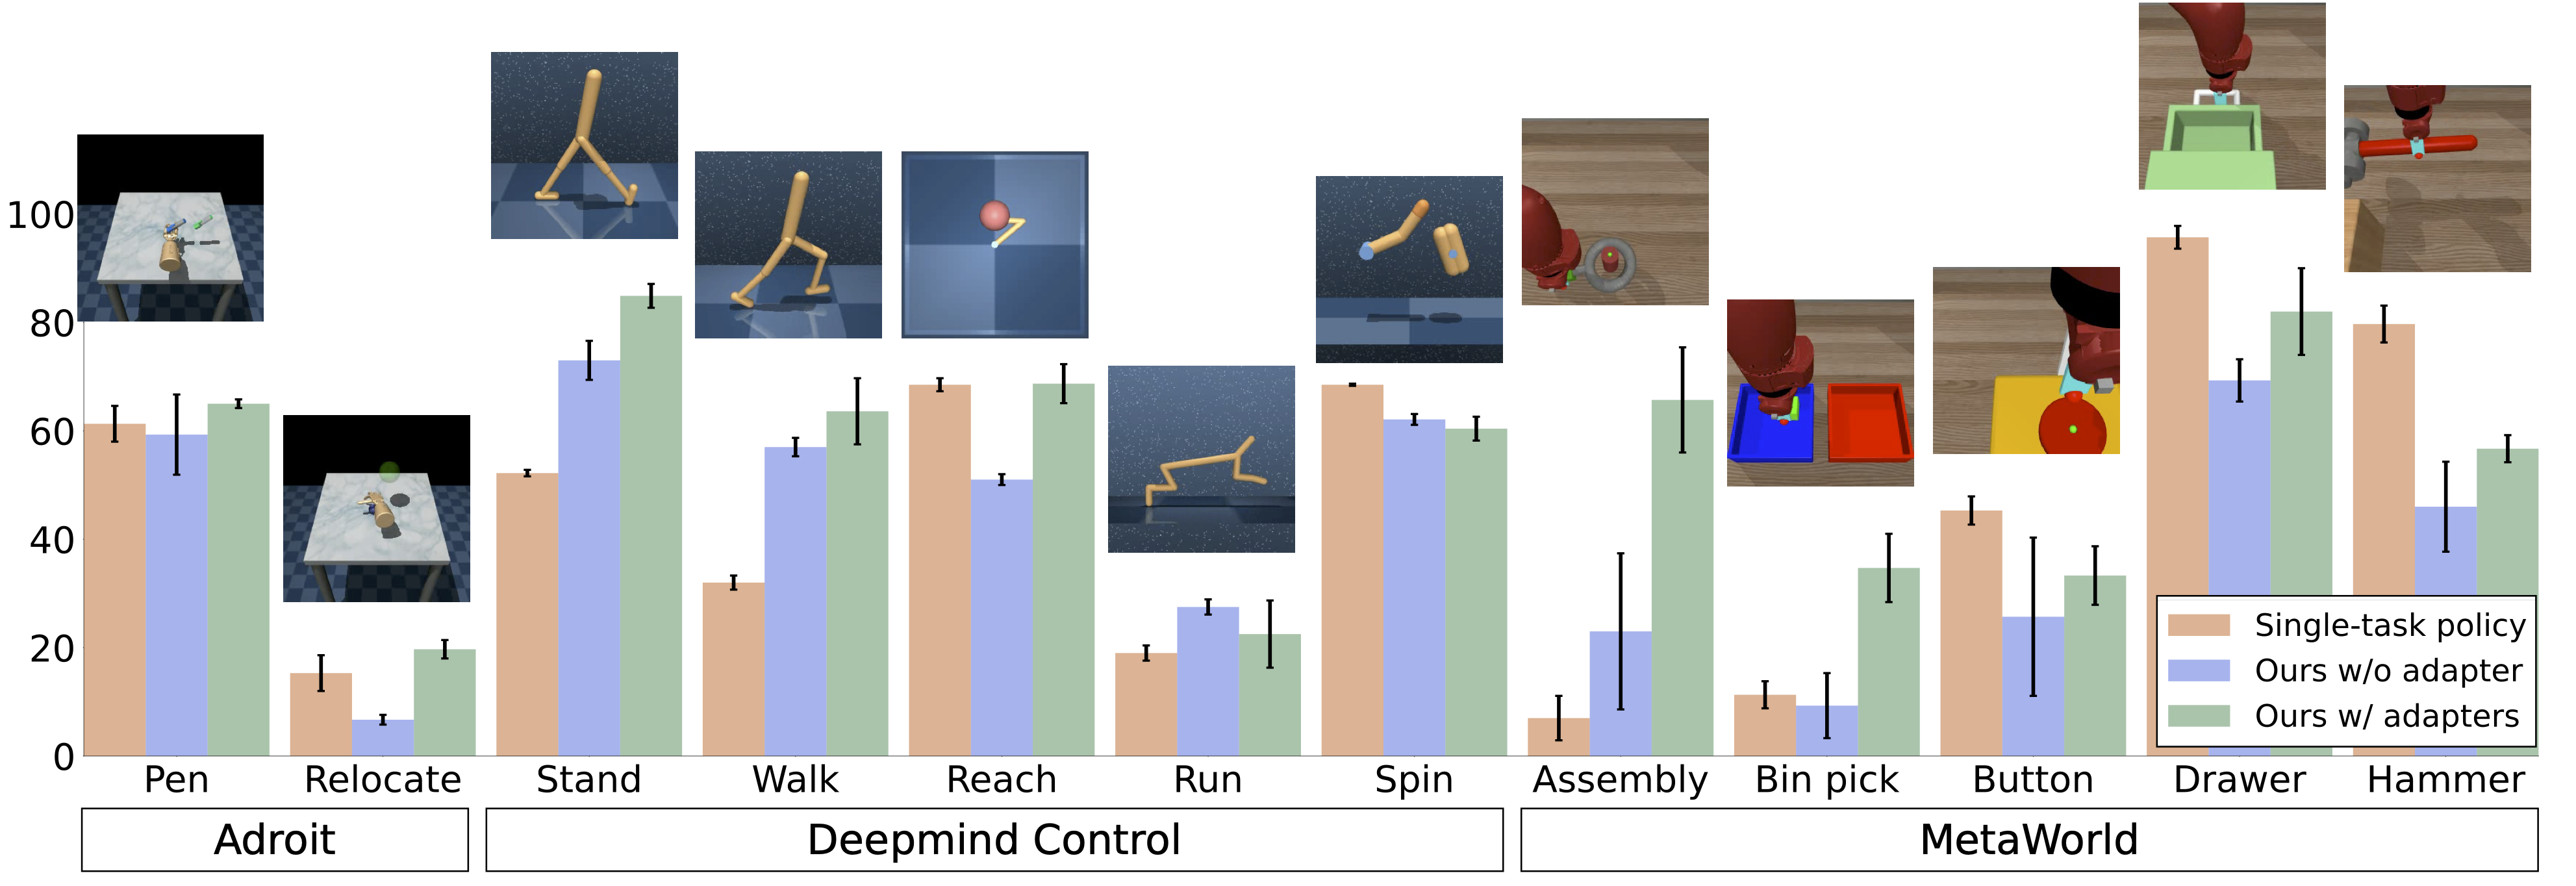 100
80
60
40
20
0
Pen
Relocate
Stand
Walk
Reach
Run
Spin
Assembly
Bin pick
Button
Drawer
Hammer
Adroit
Deepmind Control
MetaWorld
Single-task policy
Ours w/o adapter
Ours w/ adapters